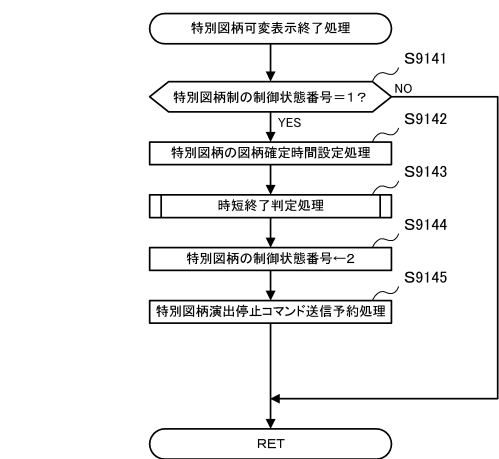 特別図柄可変表示終了処理
S9141
特別図柄制の制御状態番号＝1？
NO
YES
S9142
特別図柄の図柄確定時間設定処理
S9143
時短終了判定処理
S9144
特別図柄の制御状態番号←2
S9145
特別図柄演出停止コマンド送信予約処理
RET